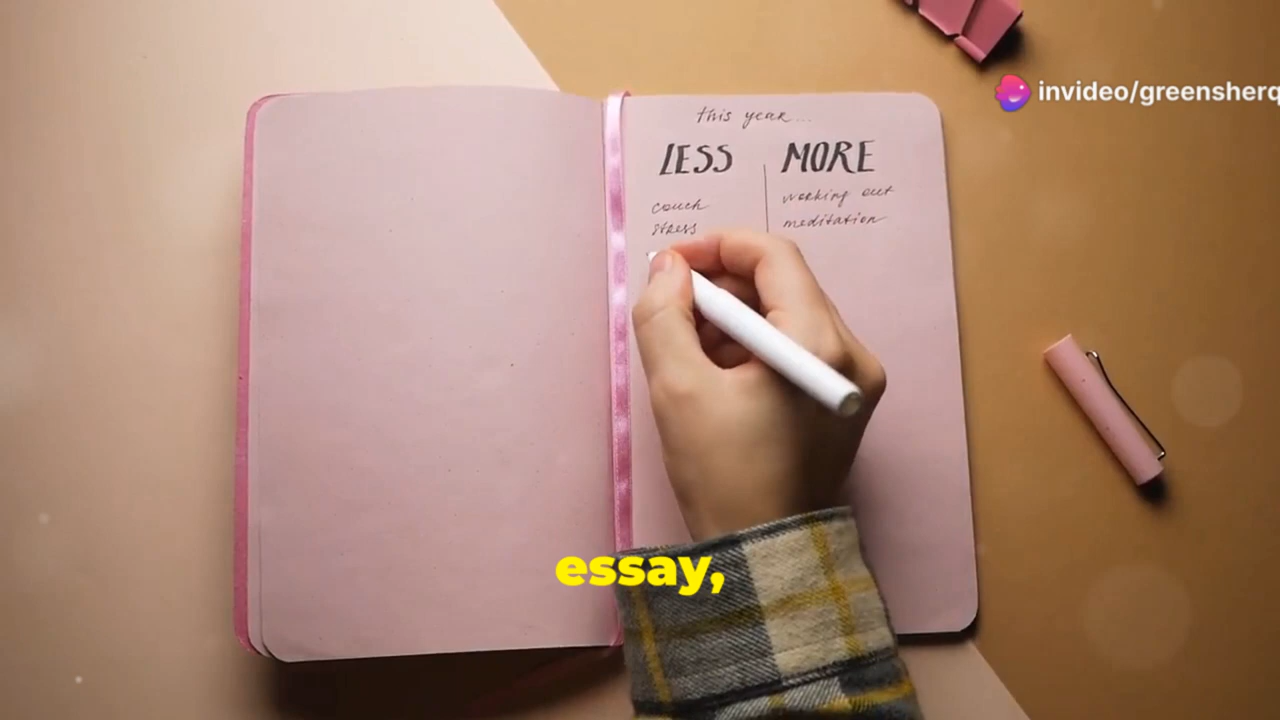 invideo/greensherq
this year...
LESS
MORE
couch
working out
stress
meditation
essay,